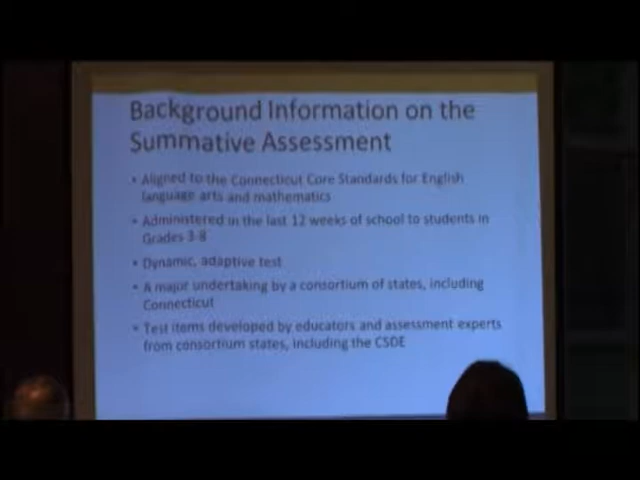 Background Information on the
Summative Assessment
• Aligned to the Connecticut Core Standards for English
language arts and mathematics
• Administered in the last 12 weeks of school to students in
Grades 3-8
• Dynamic, adaptive test
• A major undertaking by a consortium of states, including
Connecticut
• Test items developed by educators and assessment experts
from consortium states, including the CSDE